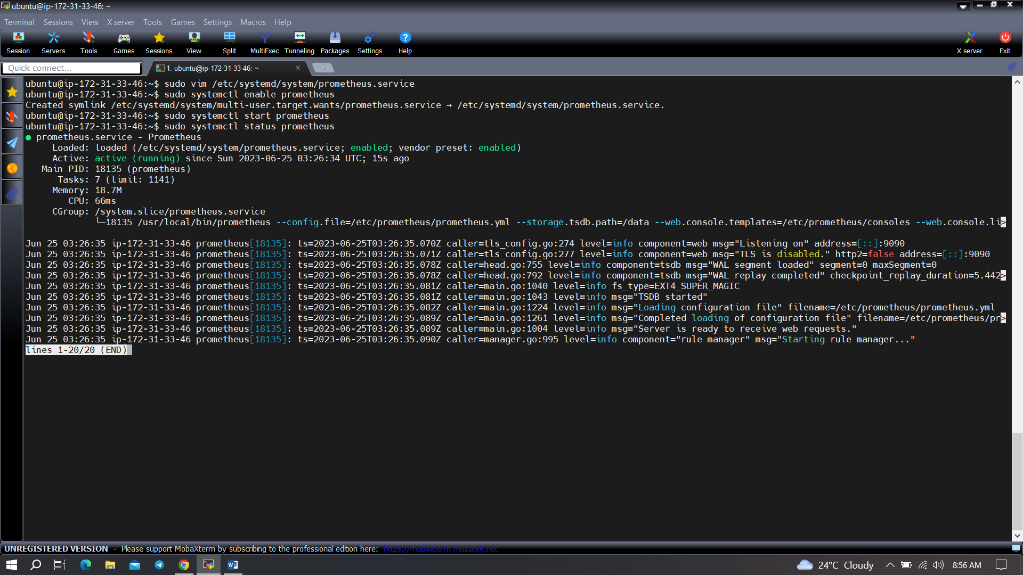 ubuntu@ip-172-31-33-46: ~
Terminal Sessions View X server Tools Games Settings Macros Help
Session Servers Tools Games Sessions View Split MultiExec Tunneling Packages Settings Help X server Exit
Quick connect... 1. ubuntu@ip-172-31-33-46: ~
ubuntu@ip-172-31-33-46:~$ sudo vim /etc/systemd/system/prometheus.service
ubuntu@ip-172-31-33-46:~$ sudo systemctl enable prometheus
Created symlink /etc/systemd/system/multi-user.target.wants/prometheus.service → /etc/systemd/system/prometheus.service.
ubuntu@ip-172-31-33-46:~$ sudo systemctl start prometheus
ubuntu@ip-172-31-33-46:~$ sudo systemctl status prometheus
● prometheus.service - Prometheus
Loaded: loaded (/etc/systemd/system/prometheus.service; enabled; vendor preset: enabled)
Active: active (running) since Sun 2023-06-25 03:26:34 UTC; 15s ago
Main PID: 18135 (prometheus)
Tasks: 7 (limit: 1141)
Memory: 18.7M
CPU: 66ms
CGroup: /system.slice/prometheus.service
└─18135 /usr/local/bin/prometheus --config.file=/etc/prometheus/prometheus.yml --storage.tsdb.path=/data --web.console.templates=/etc/prometheus/consoles --web.console.li>
Jun 25 03:26:35 ip-172-31-33-46 prometheus[18135]: ts=2023-06-25T03:26:35.070Z caller=tls_config.go:274 level=info component=web msg="Listening on" address=[::]:9090
Jun 25 03:26:35 ip-172-31-33-46 prometheus[18135]: ts=2023-06-25T03:26:35.071Z caller=tls_config.go:277 level=info component=web msg="TLS is disabled." http2=false address=[::]:9090
Jun 25 03:26:35 ip-172-31-33-46 prometheus[18135]: ts=2023-06-25T03:26:35.078Z caller=head.go:755 level=info component=tsdb msg="WAL segment loaded" segment=0 maxSegment=0
Jun 25 03:26:35 ip-172-31-33-46 prometheus[18135]: ts=2023-06-25T03:26:35.078Z caller=head.go:792 level=info component=tsdb msg="WAL replay completed" checkpoint_replay_duration=5.442>
Jun 25 03:26:35 ip-172-31-33-46 prometheus[18135]: ts=2023-06-25T03:26:35.081Z caller=main.go:1040 level=info fs_type=EXT4_SUPER_MAGIC
Jun 25 03:26:35 ip-172-31-33-46 prometheus[18135]: ts=2023-06-25T03:26:35.081Z caller=main.go:1043 level=info msg="TSDB started"
Jun 25 03:26:35 ip-172-31-33-46 prometheus[18135]: ts=2023-06-25T03:26:35.082Z caller=main.go:1224 level=info msg="Loading configuration file" filename=/etc/prometheus/prometheus.yml
Jun 25 03:26:35 ip-172-31-33-46 prometheus[18135]: ts=2023-06-25T03:26:35.089Z caller=main.go:1261 level=info msg="Completed loading of configuration file" filename=/etc/prometheus/pr>
Jun 25 03:26:35 ip-172-31-33-46 prometheus[18135]: ts=2023-06-25T03:26:35.089Z caller=main.go:1004 level=info msg="Server is ready to receive web requests."
Jun 25 03:26:35 ip-172-31-33-46 prometheus[18135]: ts=2023-06-25T03:26:35.090Z caller=manager.go:995 level=info component="rule manager" msg="Starting rule manager..."
lines 1-20/20 (END)
UNREGISTERED VERSION - Please support MobaXterm by subscribing to the professional edition here: https://mobaxterm.mobatek.net
24°C Cloudy 8:56 AM